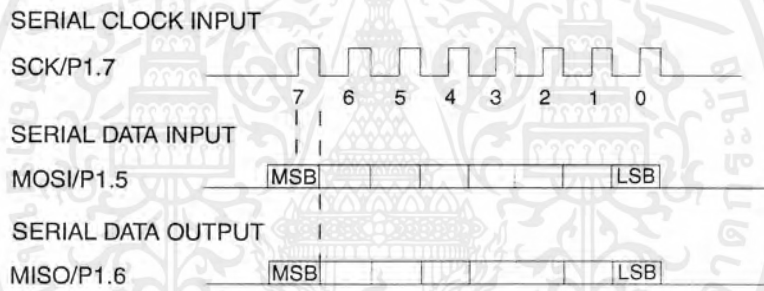 SERIAL CLOCK INPUT
SCK/P1.7
7 6 5 4 3 2 1 0
SERIAL DATA INPUT
MOSI/P1.5 MSB LSB
SERIAL DATA OUTPUT
MISO/P1.6 MSB LSB